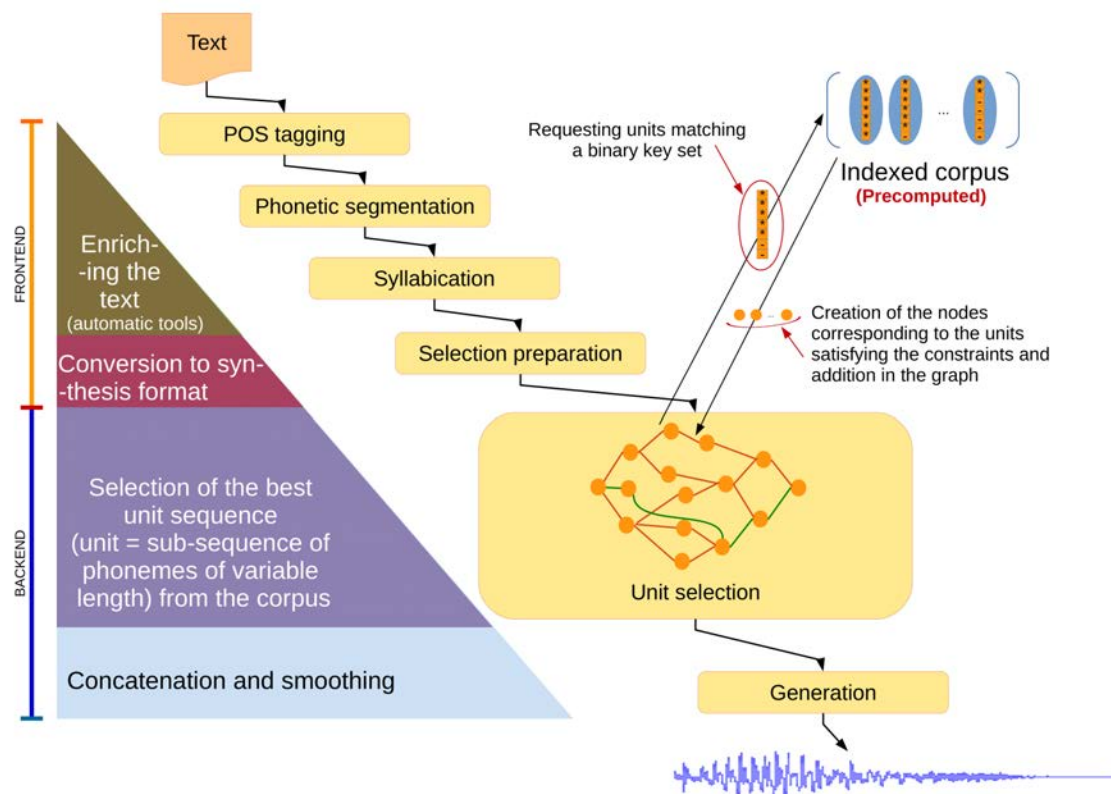 Text
POS tagging
Requesting units matching
a binary key set
...
Indexed corpus
(Precomputed)
Phonetic segmentation
FRONTEND
Enrich-
-ing the
text
(automatic tools)
Syllabication
..
Creation of the nodes
corresponding to the units
satisfying the constraints and
addition in the graph
Selection preparation
Conversion to syn-
-thesis format
BACKEND
Selection of the best
unit sequence
(unit = sub-sequence of
phonemes of variable
length) from the corpus
Unit selection
Concatenation and smoothing
Generation